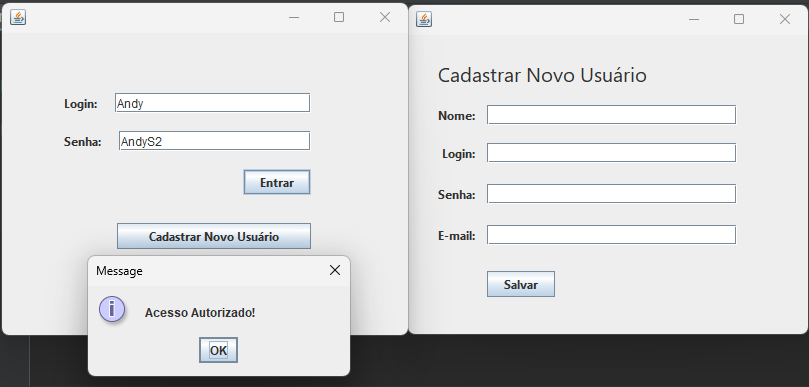 Login: Andy
Senha: AndyS2
Entrar
Cadastrar Novo Usuário
Message
Acesso Autorizado!
OK
Cadastrar Novo Usuário
Nome:
Login:
Senha:
E-mail:
Salvar